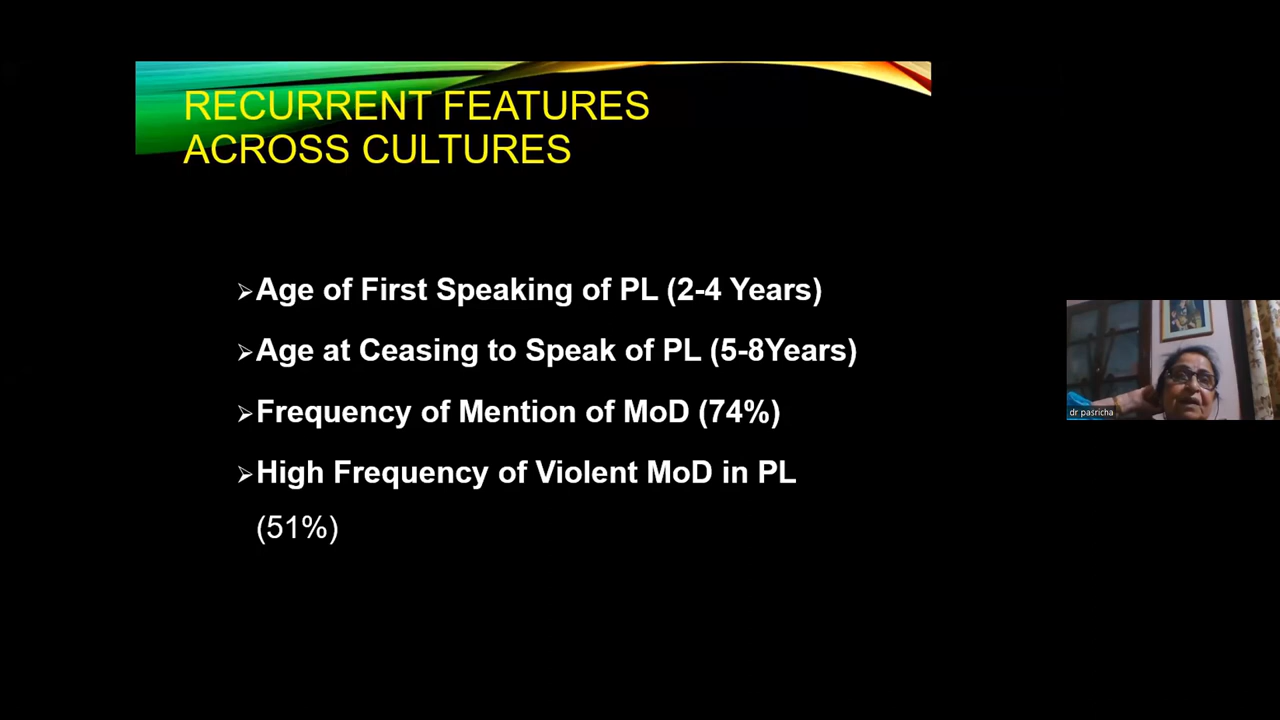 RECURRENT FEATURES
ACROSS CULTURES
➢Age of First Speaking of PL (2-4 Years)
➢Age at Ceasing to Speak of PL (5-8Years)
➢Frequency of Mention of MoD (74%)
➢High Frequency of Violent MoD in PL
(51%)
dr pasricha